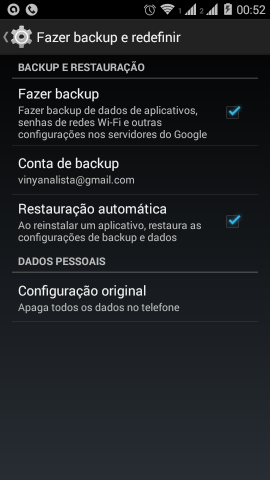 1 2 00:52
Fazer backup e redefinir
BACKUP E RESTAURAÇÃO
Fazer backup
Fazer backup de dados de aplicativos,
senhas de redes Wi-Fi e outras
configurações nos servidores do Google
Conta de backup
vinyanalista@gmail.com
Restauração automática
Ao reinstalar um aplicativo, restaura as
configurações de backup e dados
DADOS PESSOAIS
Configuração original
Apaga todos os dados no telefone